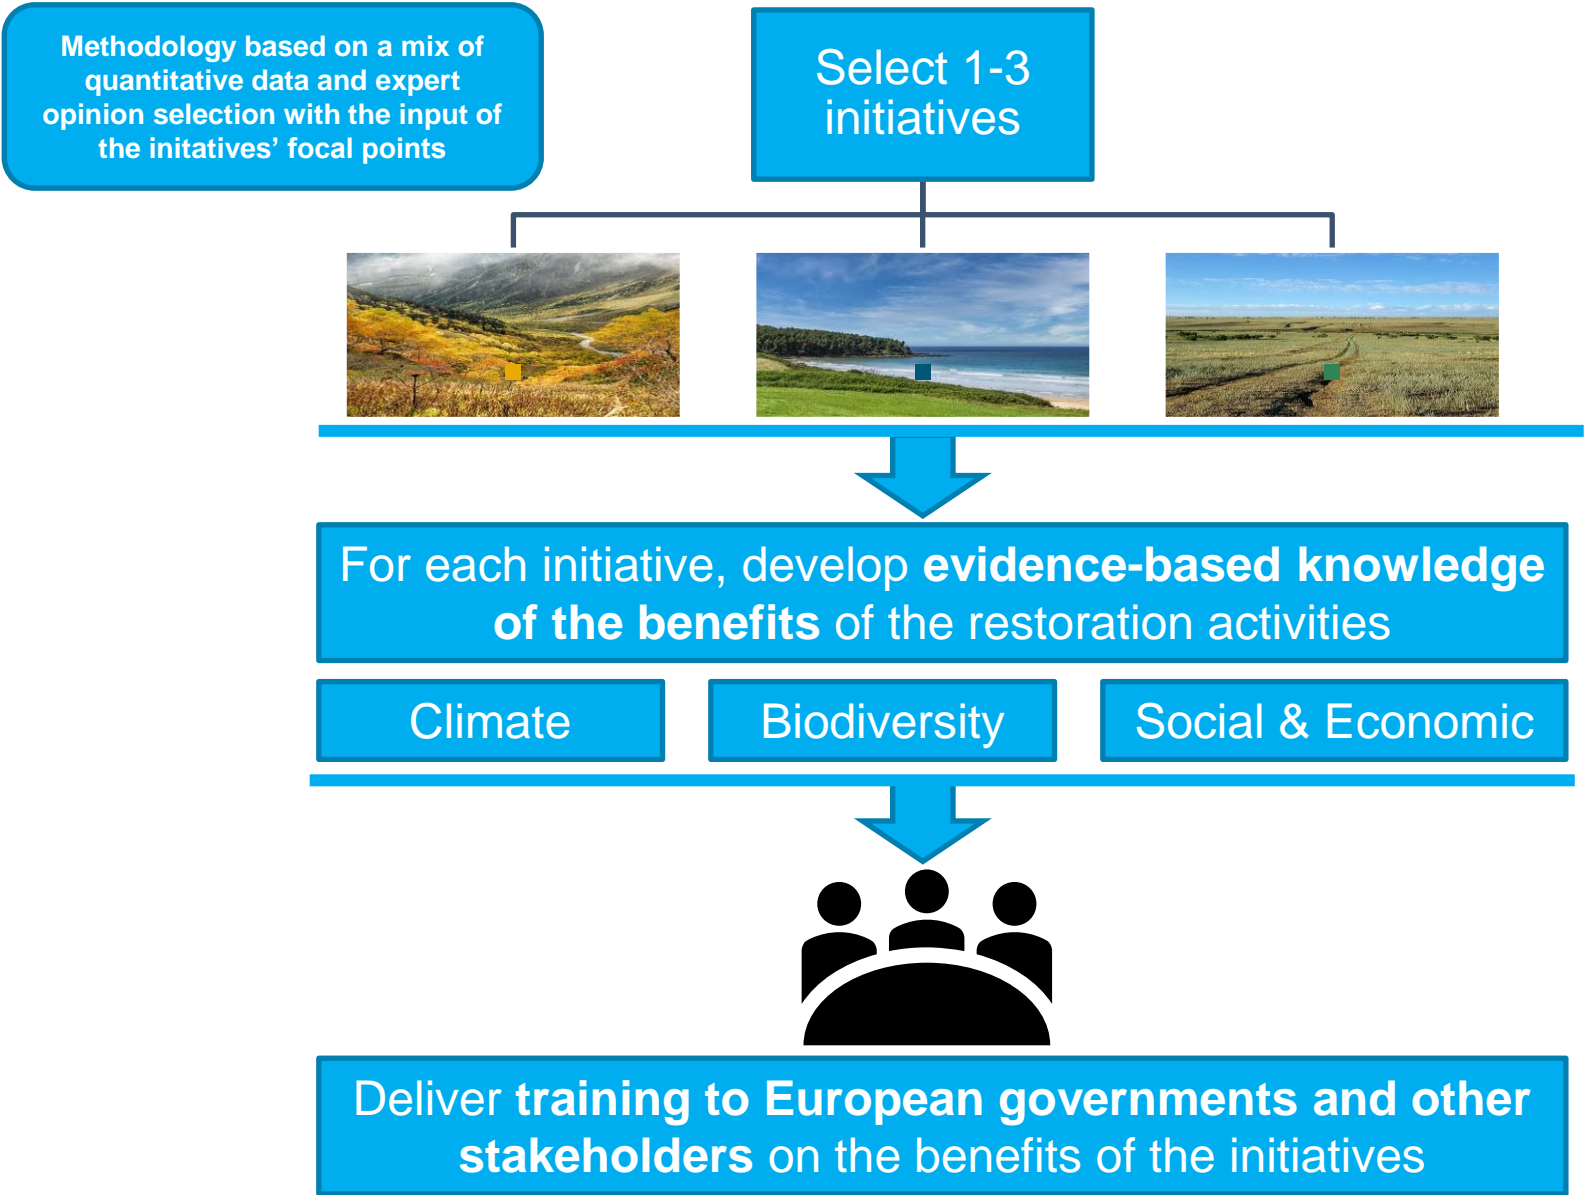 Methodology based on a mix of
quantitative data and expert
opinion selection with the input of
the initatives’ focal points
Select 1-3
initiatives
For each initiative, develop evidence-based knowledge
of the benefits of the restoration activities
Climate
Biodiversity
Social & Economic
Deliver training to European governments and other
stakeholders on the benefits of the initiatives